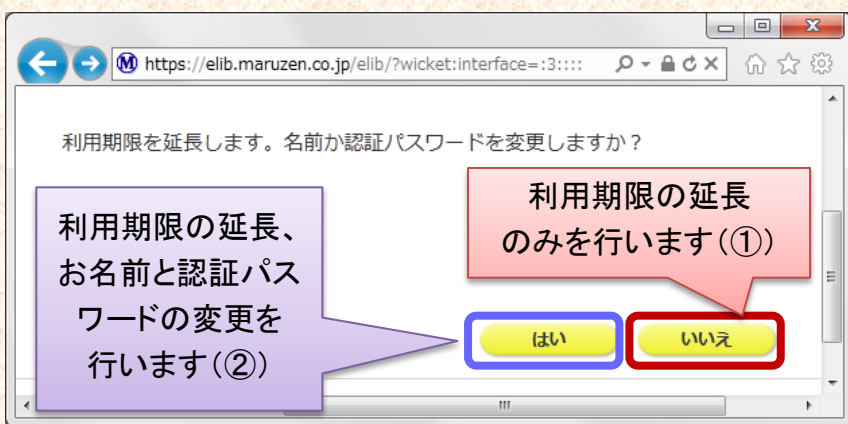 https://elib.maruzen.co.jp/elib/?wicket:interface=:3::::
利用期限を延長します。名前か認証パスワードを変更しますか？
利用期限の延長、
お名前と認証パス
ワードの変更を
行います（②）
利用期限の延長
のみを行います（①）
はい
いいえ